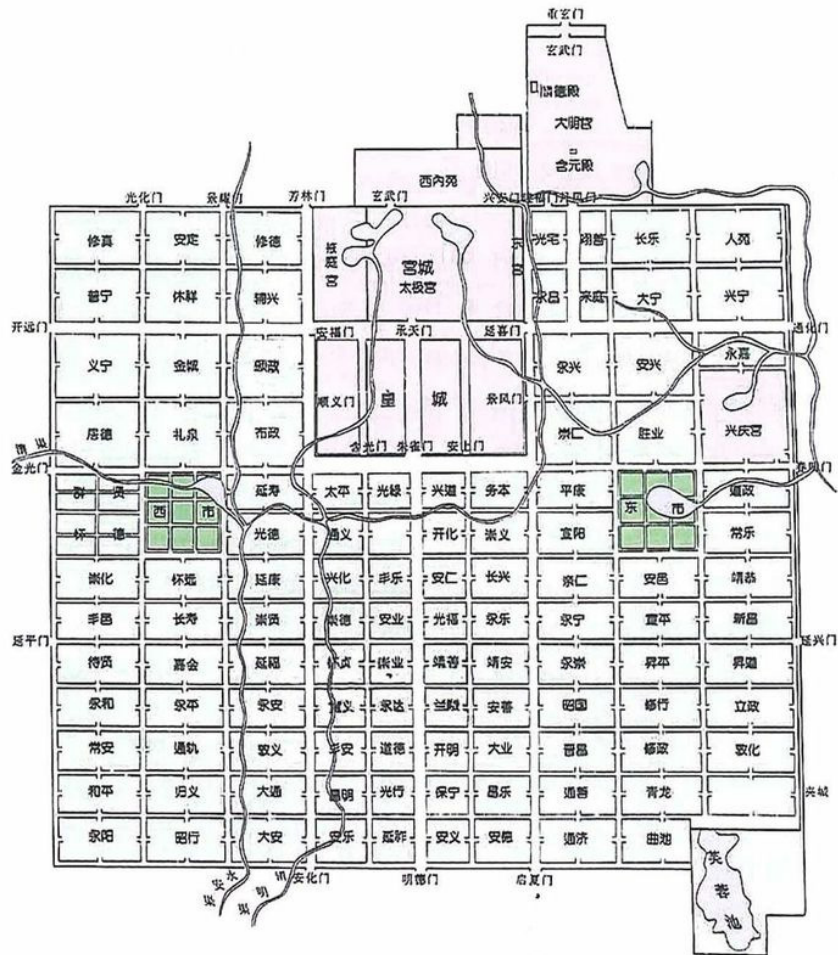 重玄门
玄武门
麟德殿
大明宫
含元殿
西内苑
光化门 景耀门 芳林门 玄武门 兴安门 建福门 丹凤门
修真 安定 修德 掖庭宫 宫城 光宅 翊善 长乐 入苑
太极宫
普宁 休祥 辅兴 永昌 来庭 大宁 兴宁
开远门 安福门 承天门 延喜门 通化门
义宁 金城 颁政 永兴 安兴 永嘉
顺义门 皇 城 景风门
居德 礼泉 布政 崇仁 胜业 兴庆宫
金光门 含光门 朱雀门 安上门 春明门
群 贤 延寿 太平 光禄 兴道 务本 平康 道政
西 市 东 市
怀 德 光德 通义 开化 崇义 宣阳 常乐
崇化 怀远 延康 兴化 丰乐 安仁 长兴 亲仁 安邑 靖恭
丰邑 长寿 崇贤 崇德 安业 光福 永乐 永宁 宣平 新昌
延平门 延兴门
待贤 嘉会 延福 怀贞 崇业 靖善 靖安 永崇 昇平 昇道
永和 永平 永安 宣义 永达 兰陵 安善 昭国 修行 立政
常安 通轨 敦义 丰安 道德 开明 大业 晋昌 修政 敦化
和平 归义 大通 昌明 光行 保宁 昌乐 通善 青龙 夹城
永阳 昭行 大安 安乐 延祚 安义 安德 通济 曲池
安化门 明德门 启夏门
芙蓉池